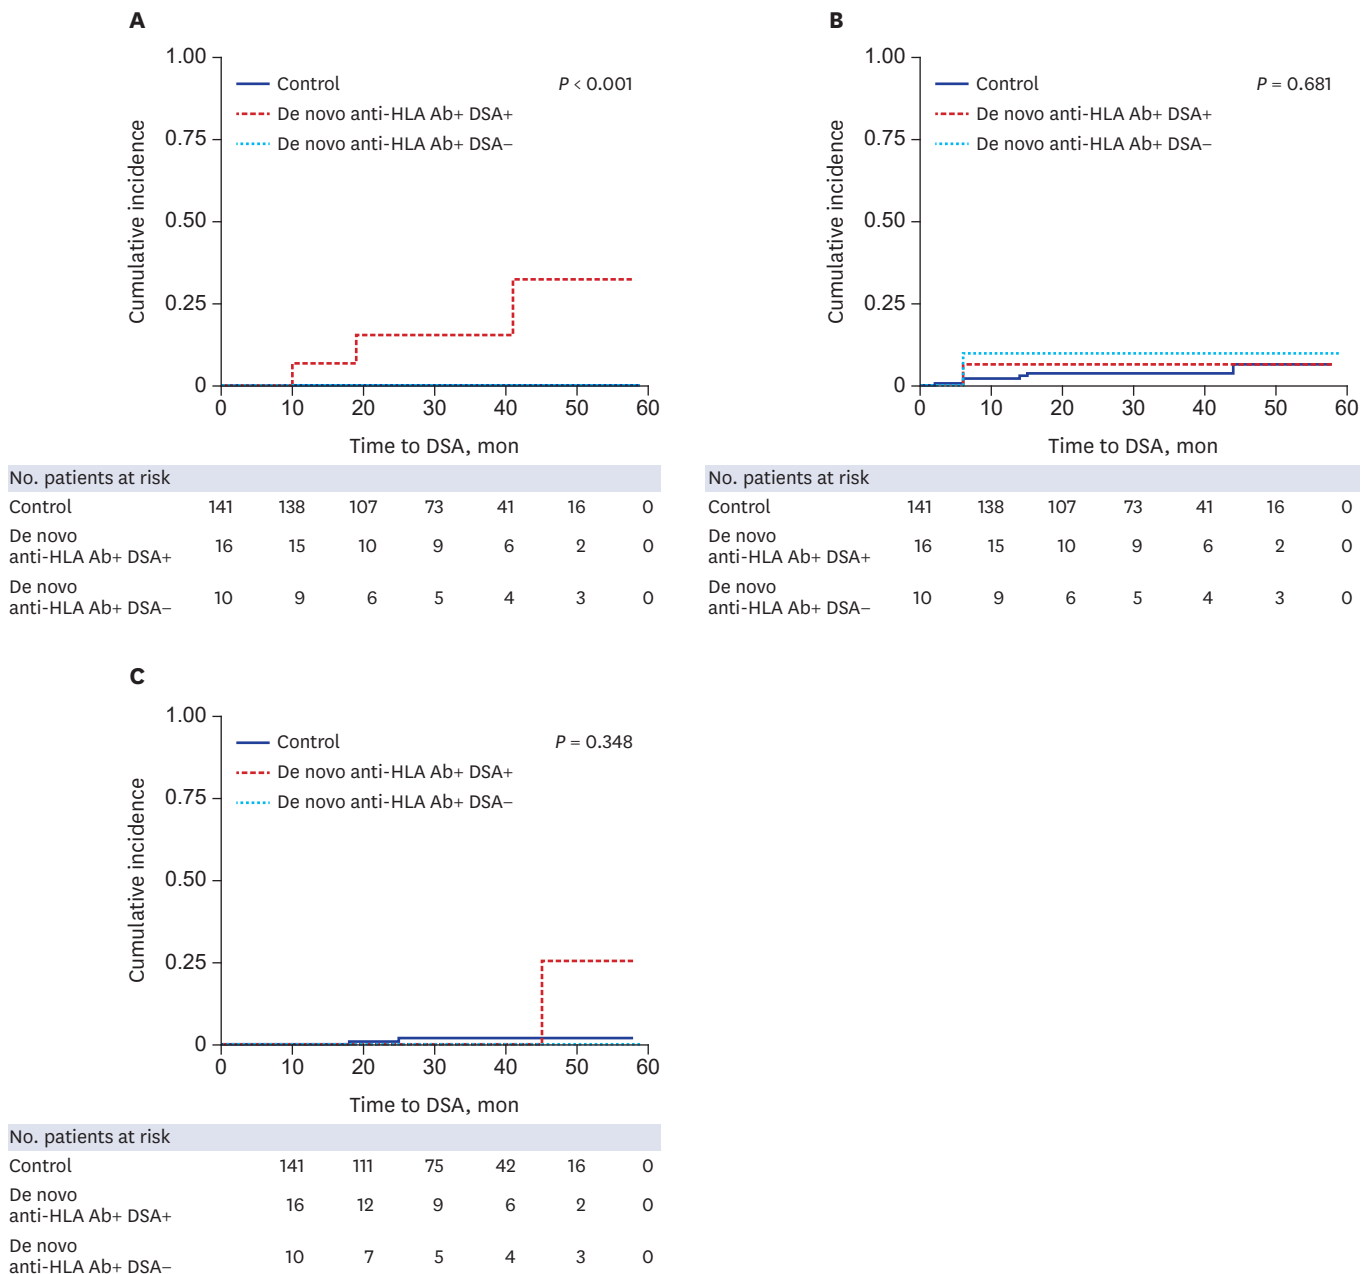 A
1.00
Control
P < 0.001
De novo anti-HLA Ab+ DSA+
De novo anti-HLA Ab+ DSA–
0.75
0.50
0.25
0
Cumulative incidence
0 10 20 30 40 50 60
Time to DSA, mon
No. patients at risk
Control 141 138 107 73 41 16 0
De novo
anti-HLA Ab+ DSA+ 16 15 10 9 6 2 0
De novo
anti-HLA Ab+ DSA– 10 9 6 5 4 3 0
B
1.00
Control
P = 0.681
De novo anti-HLA Ab+ DSA+
De novo anti-HLA Ab+ DSA–
0.75
0.50
0.25
0
Cumulative incidence
0 10 20 30 40 50 60
Time to DSA, mon
No. patients at risk
Control 141 138 107 73 41 16 0
De novo
anti-HLA Ab+ DSA+ 16 15 10 9 6 2 0
De novo
anti-HLA Ab+ DSA– 10 9 6 5 4 3 0
C
1.00
Control
P = 0.348
De novo anti-HLA Ab+ DSA+
De novo anti-HLA Ab+ DSA–
0.75
0.50
0.25
0
Cumulative incidence
0 10 20 30 40 50 60
Time to DSA, mon
No. patients at risk
Control 141 111 75 42 16 0
De novo
anti-HLA Ab+ DSA+ 16 12 9 6 2 0
De novo
anti-HLA Ab+ DSA– 10 7 5 4 3 0